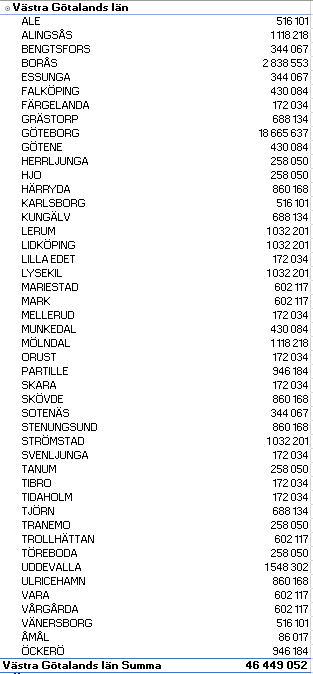 Västra Götalands län
ALE 516 101
ALINGSÅS 1 118 218
BENGTSFORS 344 067
BORÅS 2 838 553
ESSUNGA 344 067
FALKÖPING 430 084
FÄRGELANDA 172 034
GRÄSTORP 688 134
GÖTEBORG 18 665 637
GÖTENE 430 084
HERRLJUNGA 258 050
HJO 258 050
HÄRRYDA 860 168
KARLSBORG 516 101
KUNGÄLV 688 134
LERUM 1 032 201
LIDKÖPING 1 032 201
LILLA EDET 172 034
LYSEKIL 1 032 201
MARIESTAD 602 117
MARK 602 117
MELLERUD 172 034
MUNKEDAL 430 084
MÖLNDAL 1 118 218
ORUST 172 034
PARTILLE 946 184
SKARA 172 034
SKÖVDE 860 168
SOTENÄS 344 067
STENUNGSUND 860 168
STRÖMSTAD 1 032 201
SVENLJUNGA 172 034
TANUM 258 050
TIBRO 172 034
TIDAHOLM 172 034
TJÖRN 688 134
TRANEMO 258 050
TROLLHÄTTAN 602 117
TÖREBODA 258 050
UDDEVALLA 1 548 302
ULRICEHAMN 860 168
VARA 602 117
VÅRGÅRDA 602 117
VÄNERSBORG 516 101
ÅMÅL 86 017
ÖCKERÖ 946 184
Västra Götalands län Summa 46 449 052